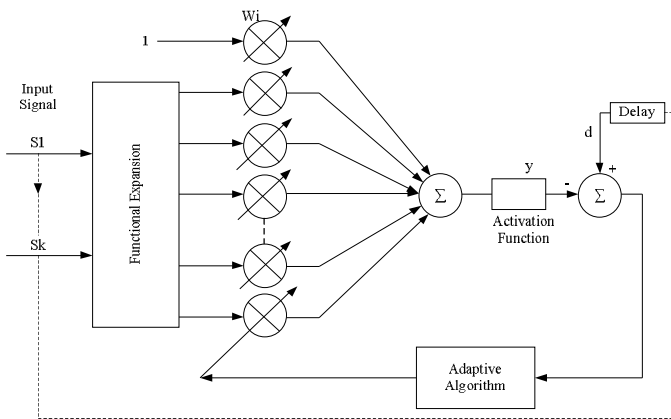 Wi
1
Input
Signal
S1
Sk
Functional Expansion
Σ
y
Activation
Function
-
Σ
+
d
Delay
Adaptive
Algorithm